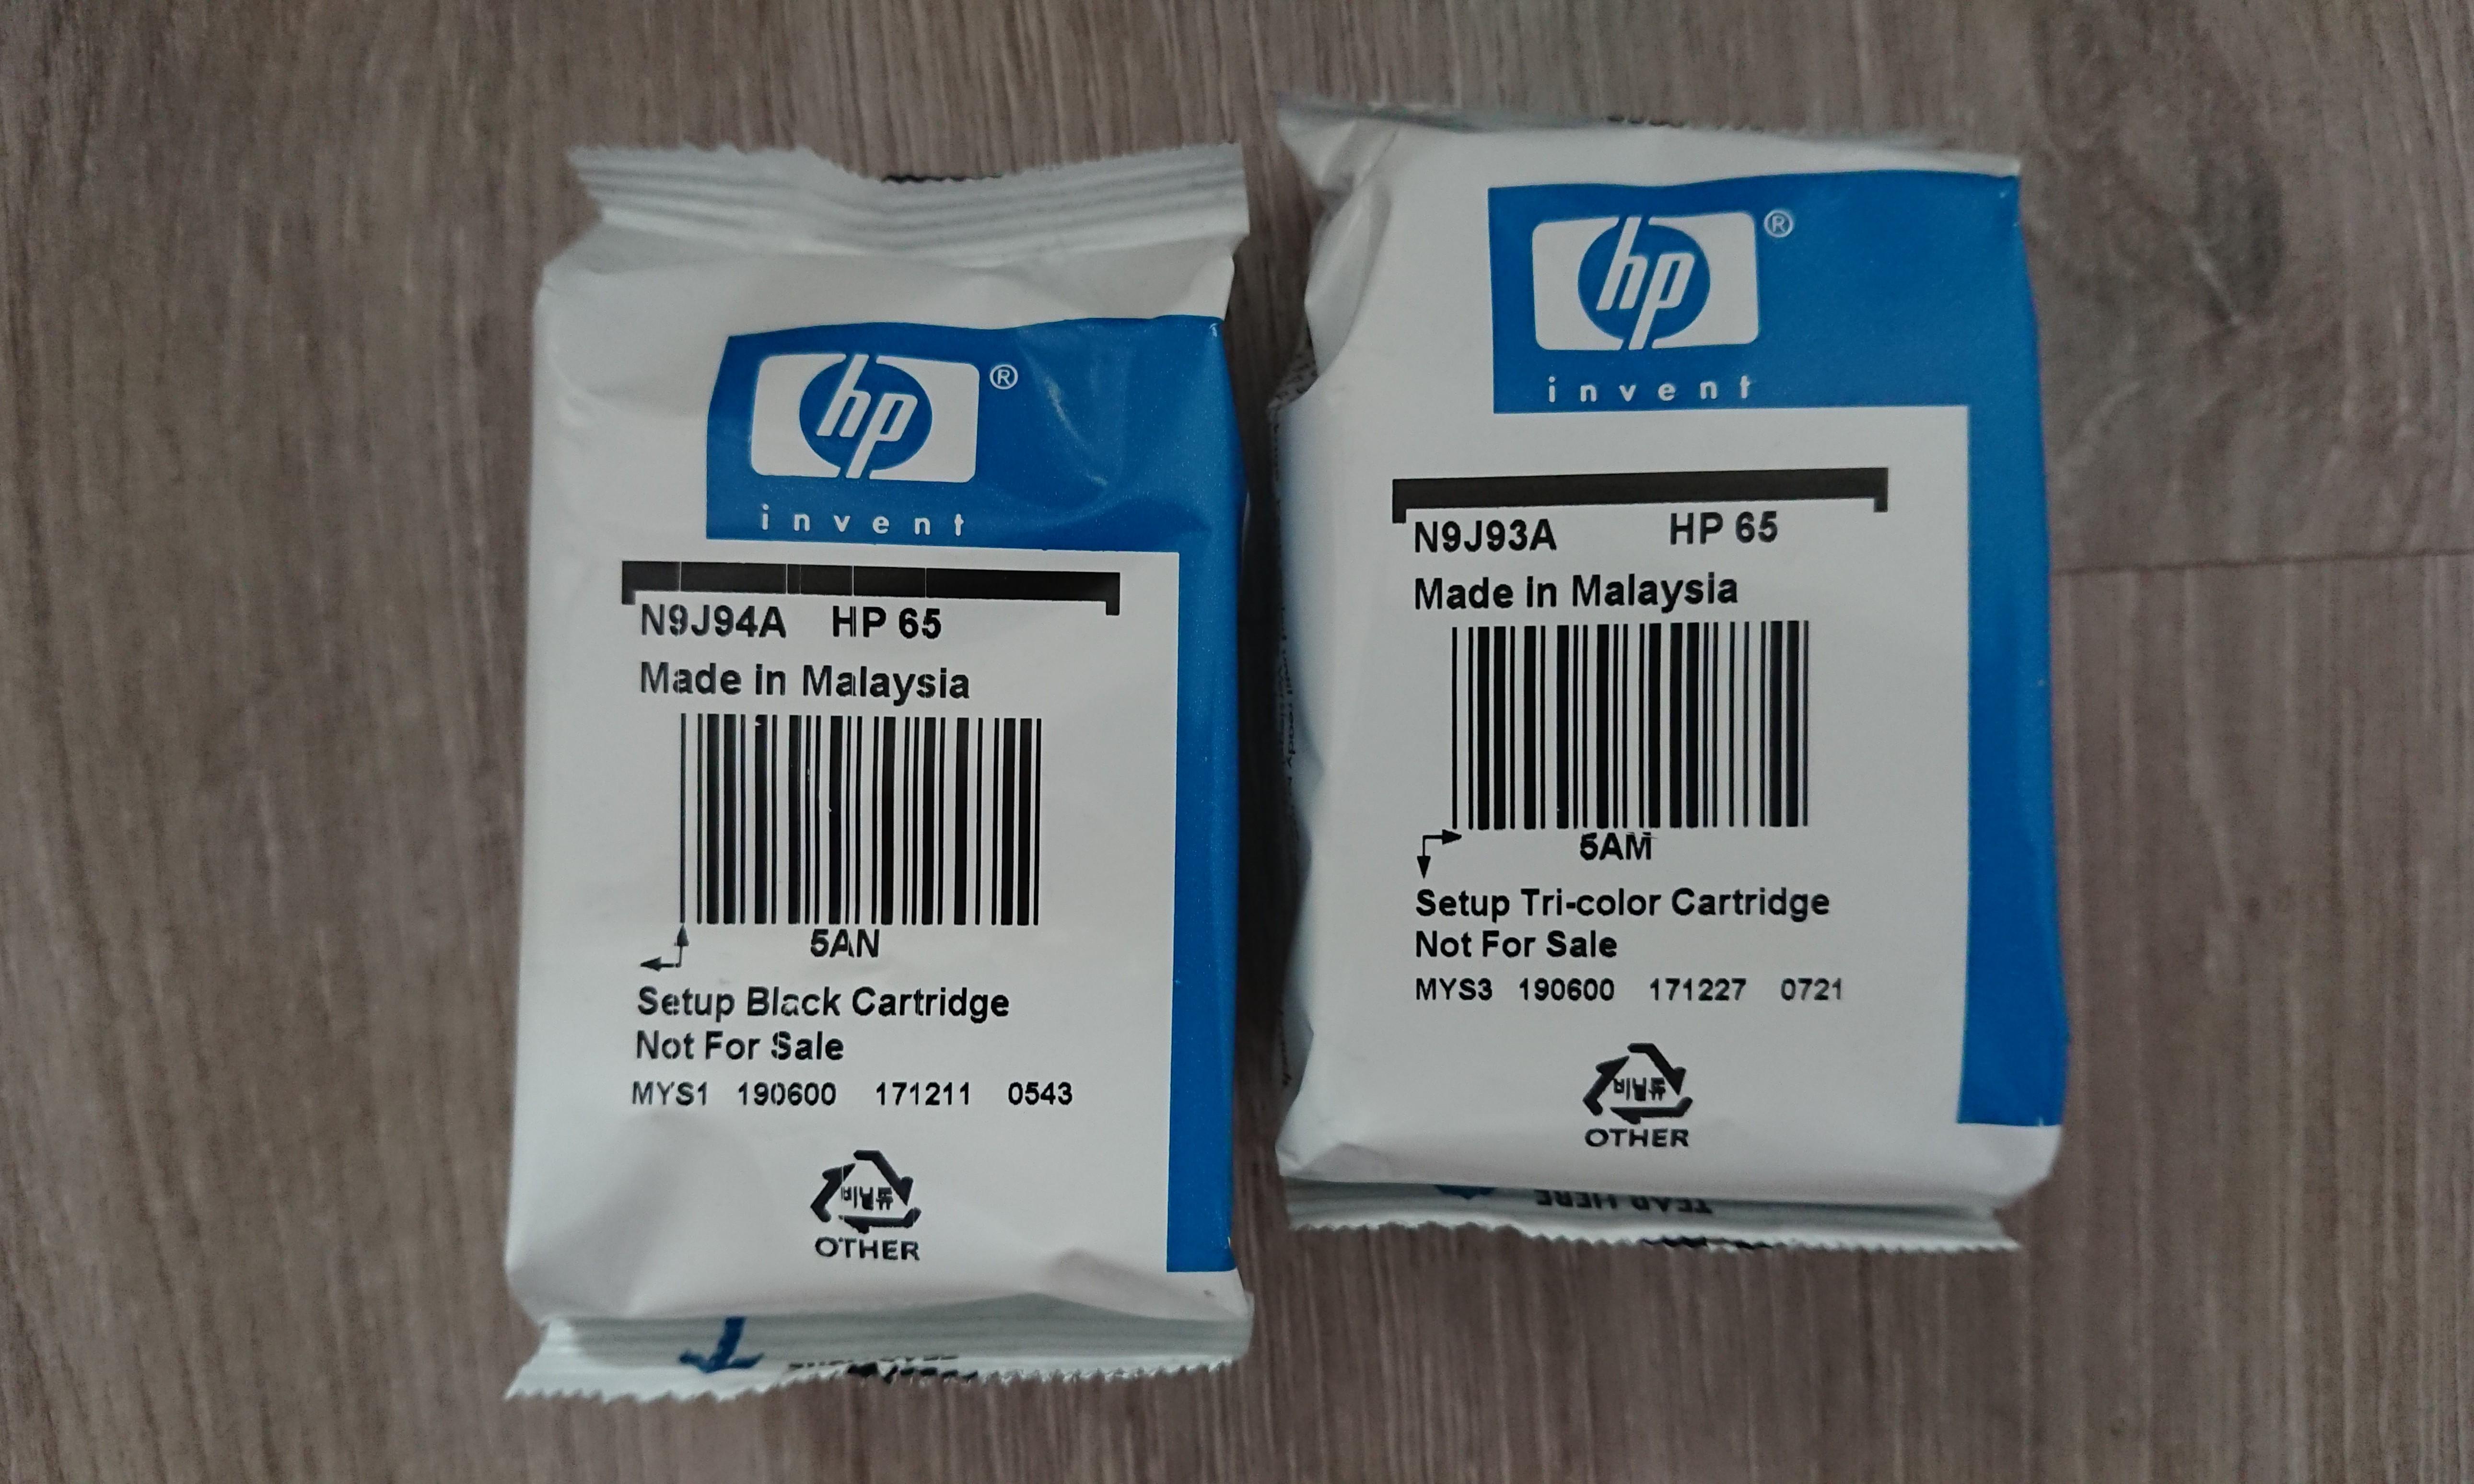 hp®
invent
N9J94A HP 65
Made in Malaysia
5AN
Setup Black Cartridge
Not For Sale
MYS1 190600 171211 0543
비닐류
OTHER
hp®
invent
N9J93A HP 65
Made in Malaysia
5AM
Setup Tri-color Cartridge
Not For Sale
MYS3 190600 171227 0721
비닐류
OTHER
TEAR HERE